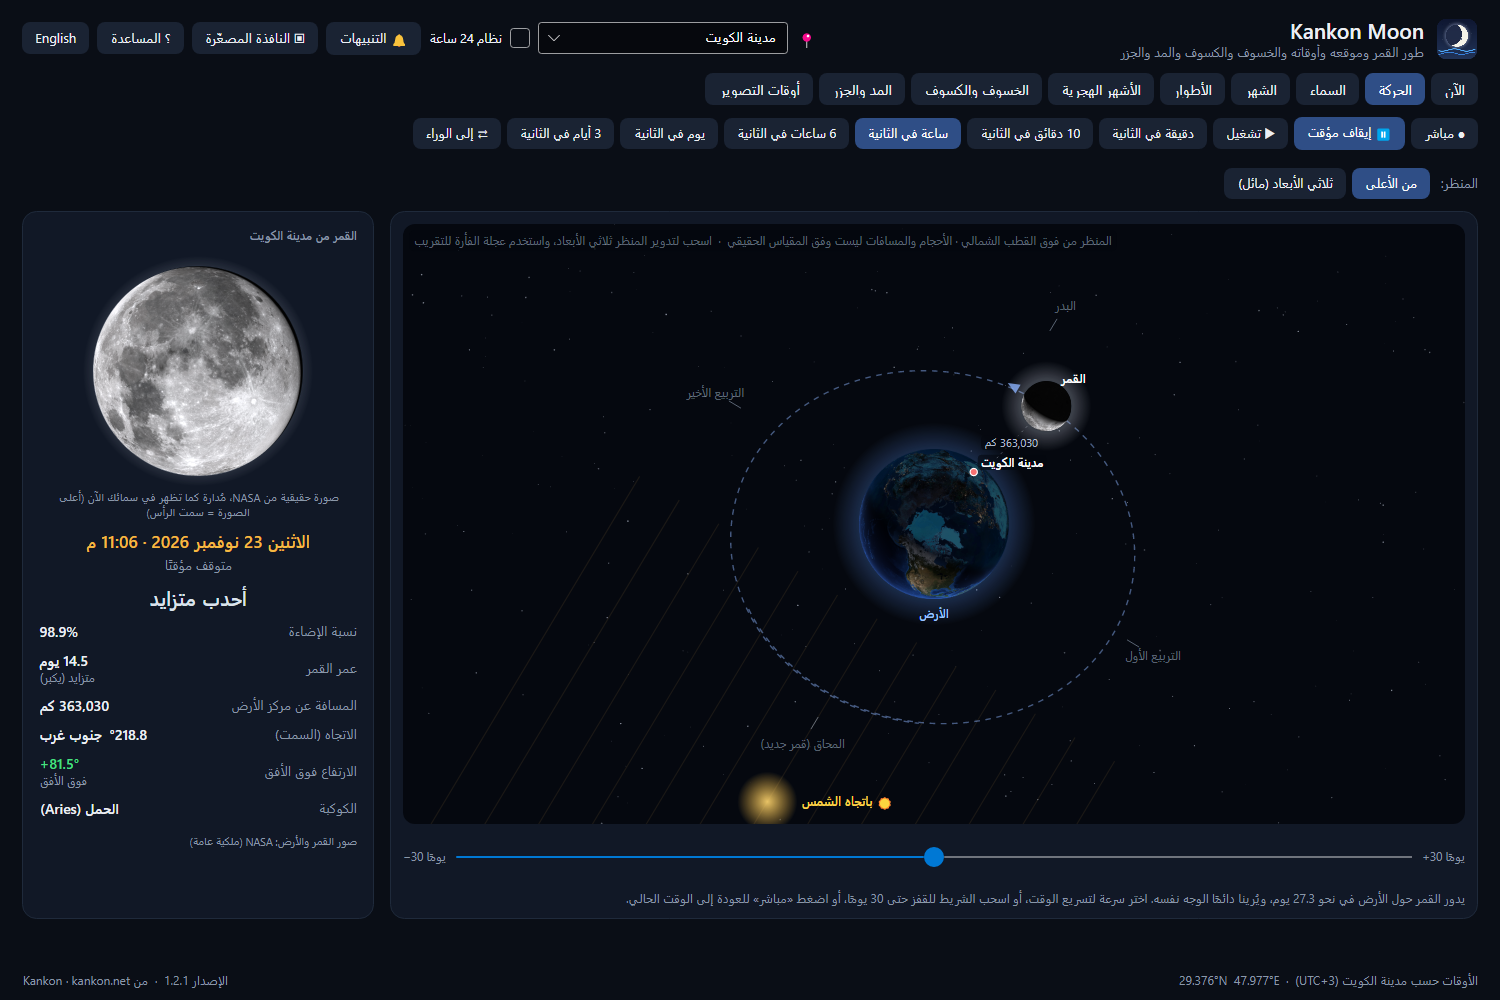 Kankon Moon
طور القمر وموقعه وأوقاته والخسوف والكسوف والمد والجزر
مدينة الكويت
نظام 24 ساعة
التنبيهات
النافذة المصغّرة
؟ المساعدة
English
الآن
الحركة
السماء
الشهر
الأطوار
الأشهر الهجرية
الخسوف والكسوف
المد والجزر
أوقات التصوير
● مباشر
إيقاف مؤقت
▶ تشغيل
دقيقة في الثانية
10 دقائق في الثانية
ساعة في الثانية
6 ساعات في الثانية
يوم في الثانية
3 أيام في الثانية
⇄ إلى الوراء
المنظر:
من الأعلى
ثلاثي الأبعاد (مائل)
المنظر من فوق القطب الشمالي · الأحجام والمسافات ليست وفق المقياس الحقيقي · اسحب لتدوير المنظر ثلاثي الأبعاد، واستخدم عجلة الفأرة للتقريب
البدر
القمر
التربيع الأخير
363,030 كم
مدينة الكويت
الأرض
التربيع الأول
المحاق (قمر جديد)
باتجاه الشمس
+30 يومًا
−30 يومًا
يدور القمر حول الأرض في نحو 27.3 يوم، ويُرينا دائمًا الوجه نفسه. اختر سرعة لتسريع الوقت، أو اسحب الشريط للقفز حتى 30 يومًا، أو اضغط «مباشر» للعودة إلى الوقت الحالي.
القمر من مدينة الكويت
صورة حقيقية من NASA، مُدارة كما تظهر في سمائك الآن (أعلى
الصورة = سمت الرأس)
الاثنين 23 نوفمبر 2026 · 11:06 م
متوقف مؤقتًا
أحدب متزايد
نسبة الإضاءة 98.9%
عمر القمر 14.5 يوم
متزايد (يكبر)
المسافة عن مركز الأرض 363,030 كم
الاتجاه (السمت) 218.8° جنوب غرب
الارتفاع فوق الأفق +81.5°
فوق الأفق
الكوكبة الحمل (Aries)
صور القمر والأرض: NASA (ملكية عامة)
الأوقات حسب مدينة الكويت (UTC+3) · 29.376°N 47.977°E
الإصدار 1.2.1 · من Kankon · kankon.net